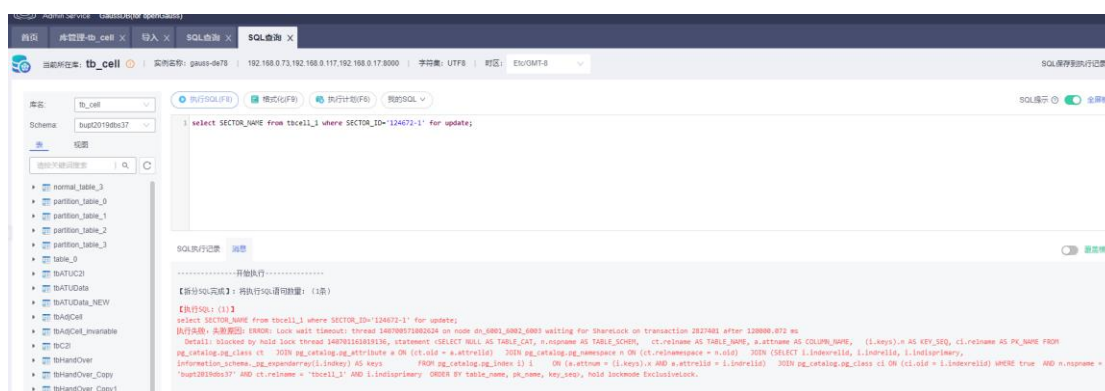 Admin Service GaussDB(for openGauss)
首页 库管理-tb_cell × 导入 × SQL查询 × SQL查询 ×
当前所在库: tb_cell 实例名称: gauss-de78 192.168.0.73,192.168.0.117,192.168.0.17:8000 字符集: UTF8 时区: Etc/GMT-8 SQL保存到执行记录
库名: tb_cell
执行SQL(F8) 格式化(F9) 执行计划(F6) 我的SQL SQL提示
Schema: bupt2019dbs37
1 select SECTOR_NAME from tbcell_1 where SECTOR_ID='124672-1' for update;
表 视图
normal_table_3
partition_table_0
partition_table_1
partition_table_2
partition_table_3
table_0
tbATUC2I
tbATUData
tbATUData_NEW
tbAdjCell
tbAdjCell_invariable
tbC2I
tbHandOver
tbHandOver_Copy
tbHandOver_Copy1
SQL执行记录 消息
---------------开始执行---------------
【拆分SQL完成】: 将执行SQL语句数量: (1条)
【执行SQL: (1)】
select SECTOR_NAME from tbcell_1 where SECTOR_ID='124672-1' for update;
执行失败, 失败原因: ERROR: Lock wait timeout: thread 140700571002624 on node dn_6001_6002_6003 waiting for ShareLock on transaction 2827401 after 120000.072 ms
Detail: blocked by hold lock thread 140701161019136, statement <SELECT NULL AS TABLE_CAT, n.nspname AS TABLE_SCHEM, ct.relname AS TABLE_NAME, a.attname AS COLUMN_NAME, (i.keys).n AS KEY_SEQ, ci.relname AS PK_NAME FROM
pg_catalog.pg_class ct JOIN pg_catalog.pg_attribute a ON (ct.oid = a.attrelid) JOIN pg_catalog.pg_namespace n ON (ct.relnamespace = n.oid) JOIN (SELECT i.indexrelid, i.indrelid, i.indisprimary,
information_schema._pg_expandarray(i.indkey) AS keys FROM pg_catalog.pg_index i) i ON (a.attnum = (i.keys).x AND a.attrelid = i.indrelid) JOIN pg_catalog.pg_class ci ON (ci.oid = i.indexrelid) WHERE true AND n.nspname =
'bupt2019dbs37' AND ct.relname = 'tbcell_1' AND i.indisprimary ORDER BY table_name, pk_name, key_seq>, hold lockmode ExclusiveLock.